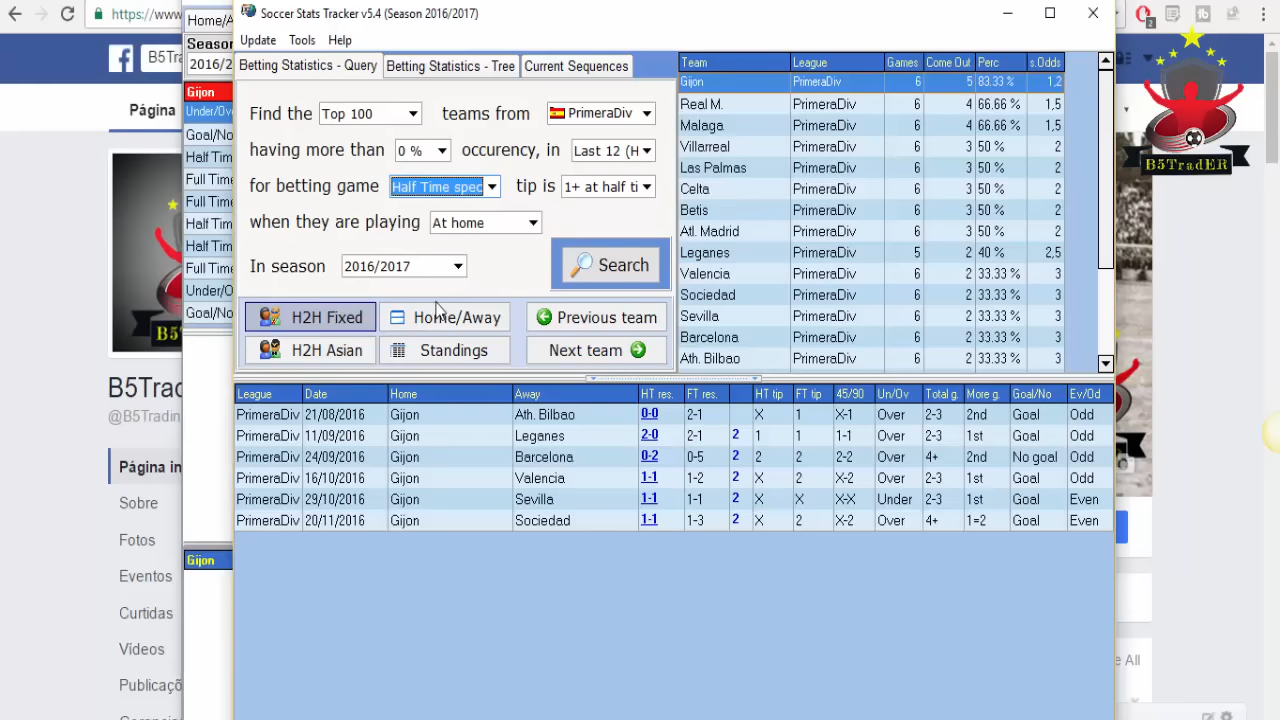 https://www
Home/A
Soccer Stats Tracker v5.4 (Season 2016/2017)
Update Tools Help
Betting Statistics - Query Betting Statistics - Tree Current Sequences
Find the Top 100 teams from PrimeraDiv
having more than 0 % occurency, in Last 12 (H
for betting game Half Time spec tip is 1+ at half ti
when they are playing At home
In season 2016/2017 Search
H2H Fixed Home/Away Previous team
H2H Asian Standings Next team
Team League Games Come Out Perc s.Odds
Gijon PrimeraDiv 6 5 83.33 % 1,2
Real M. PrimeraDiv 6 4 66.66 % 1,5
Malaga PrimeraDiv 6 4 66.66 % 1,5
Villarreal PrimeraDiv 6 3 50 % 2
Las Palmas PrimeraDiv 6 3 50 % 2
Celta PrimeraDiv 6 3 50 % 2
Betis PrimeraDiv 6 3 50 % 2
Atl. Madrid PrimeraDiv 6 3 50 % 2
Leganes PrimeraDiv 5 2 40 % 2,5
Valencia PrimeraDiv 6 2 33.33 % 3
Sociedad PrimeraDiv 6 2 33.33 % 3
Sevilla PrimeraDiv 6 2 33.33 % 3
Barcelona PrimeraDiv 6 2 33.33 % 3
Ath. Bilbao PrimeraDiv 6 2 33.33 % 3
League Date Home Away HT res. FT res. HT tip FT tip 45/90 Un/Ov Total g. More g. Goal/No Ev/Od
PrimeraDiv 21/08/2016 Gijon Ath. Bilbao 0-0 2-1 X 1 X-1 Over 2-3 2nd Goal Odd
PrimeraDiv 11/09/2016 Gijon Leganes 2-0 2-1 2 1 1 1-1 Over 2-3 1st Goal Odd
PrimeraDiv 24/09/2016 Gijon Barcelona 0-2 0-5 2 2 2 2-2 Over 4+ 2nd No goal Odd
PrimeraDiv 16/10/2016 Gijon Valencia 1-1 1-2 2 X 2 X-2 Over 2-3 1st Goal Odd
PrimeraDiv 29/10/2016 Gijon Sevilla 1-1 1-1 2 X X X-X Under 2-3 1st Goal Even
PrimeraDiv 20/11/2016 Gijon Sociedad 1-1 1-3 2 X 2 X-2 Over 4+ 1=2 Goal Even
Seaso
2016/2
Gijon
Under/Ov
Goal/No
Half Time
Full Time
Full Time
Half Time
Half Time
Full Time
Under/O
Goal/No
Gijon
B5Tra
Página
B5Trad
@B5Tradin
Página in
Sobre
Fotos
Eventos
Curtidas
Vídeos
Publicaçõ
B5TradER
2
All